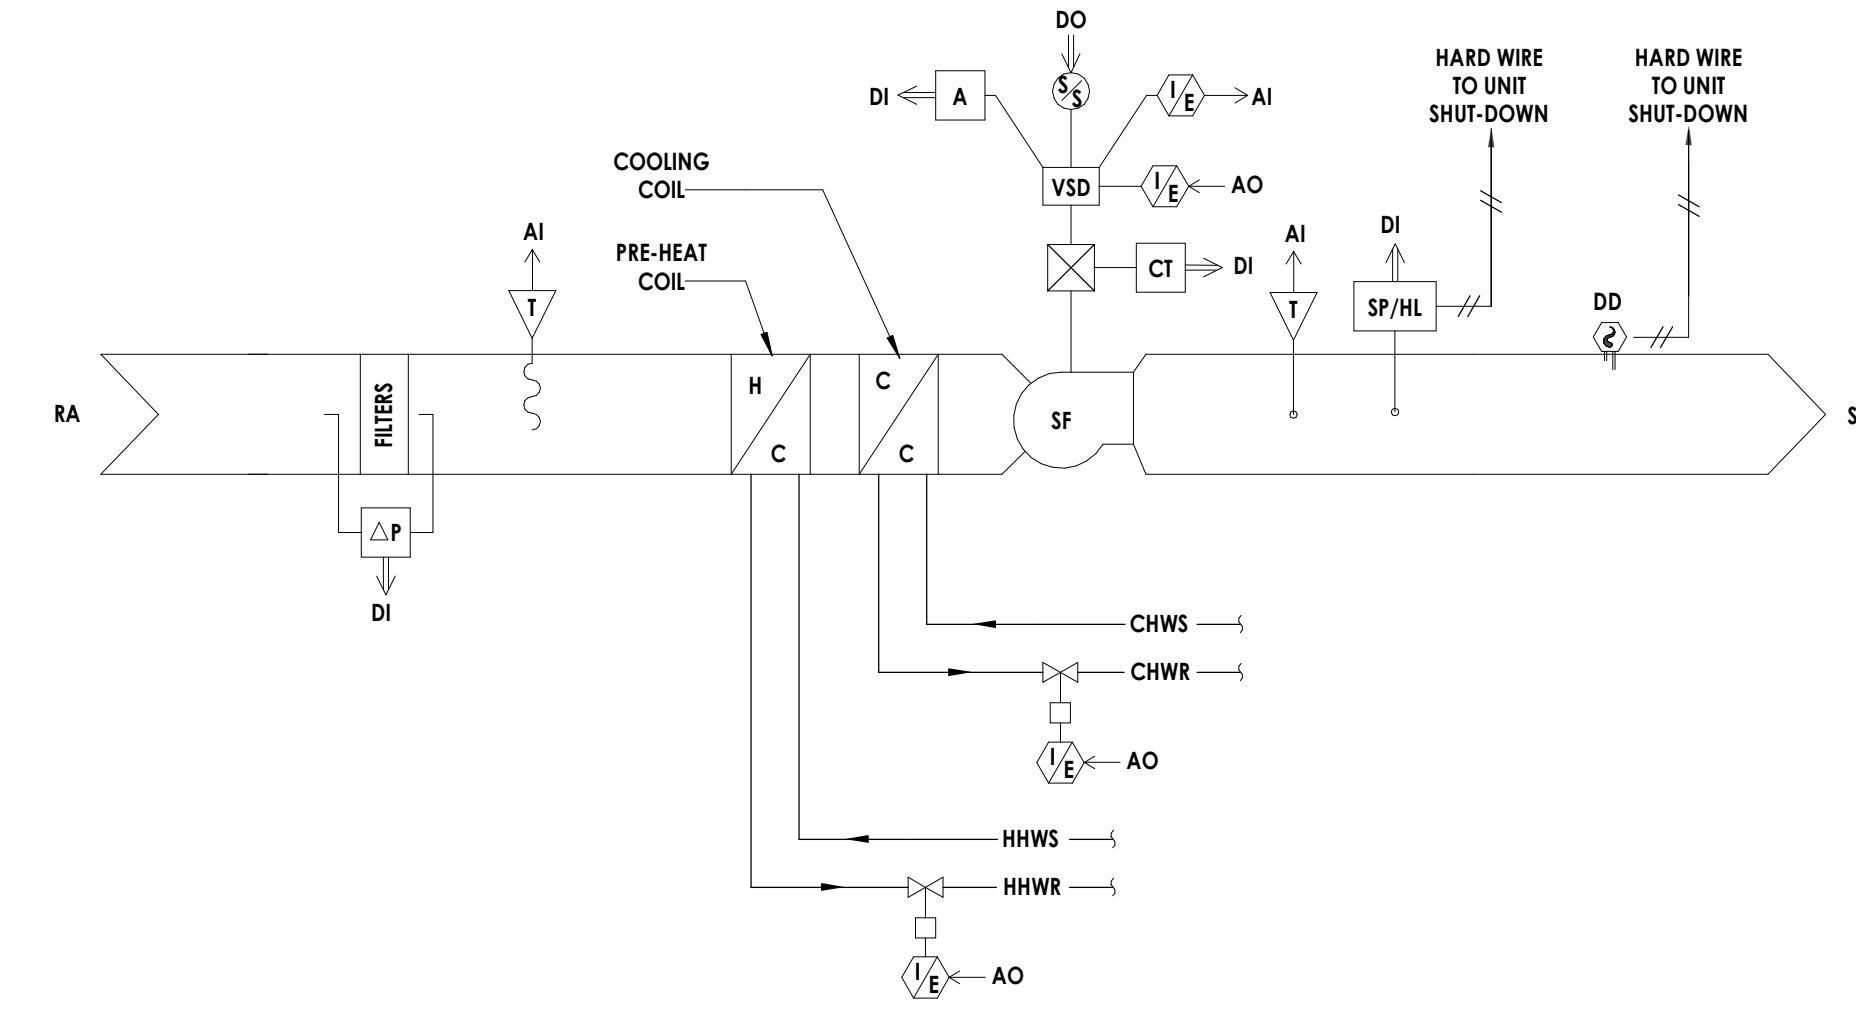 DO
HARD WIRE
TO UNIT
SHUT-DOWN
HARD WIRE
TO UNIT
SHUT-DOWN
DI
A
S/S
I/E
AI
COOLING
COIL
VSD
I/E
AO
AI
PRE-HEAT
COIL
CT
DI
AI
DI
T
T
SP/HL
DD
H
C
C
C
RA
FILTERS
SF
S
△P
DI
CHWS
CHWR
I/E
AO
HHWS
HHWR
I/E
AO